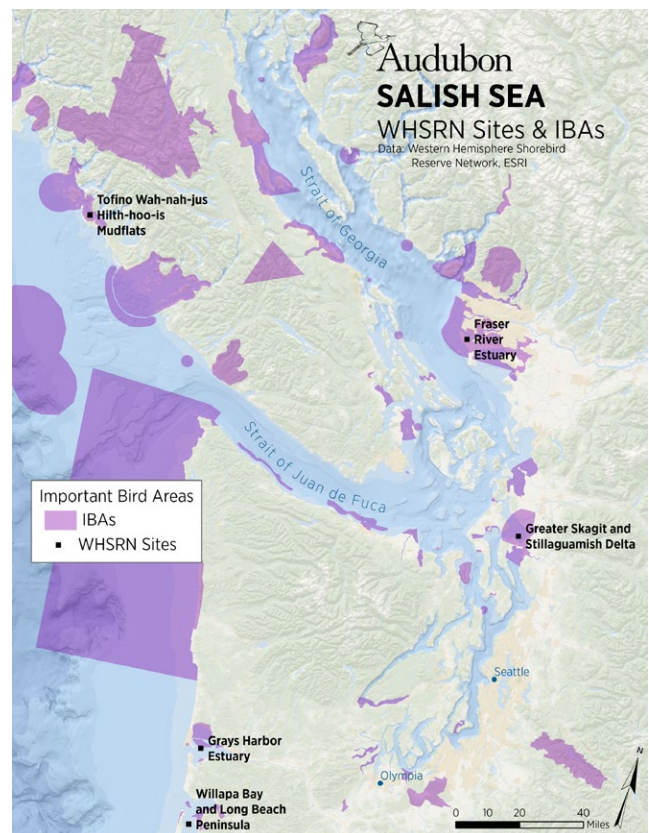 Audubon
SALISH SEA
WHSRN Sites & IBAs
Data: Western Hemisphere Shorebird
Reserve Network, ESRI
Strait of Georgia
Tofino Wah-nah-jus
Hilth-hoo-is
Mudflats
Fraser
River
Estuary
Strait of Juan de Fuca
Important Bird Areas
IBAs
WHSRN Sites
Greater Skagit and
Stillaguamish Delta
Seattle
Grays Harbor
Estuary
Olympia
Willapa Bay
and Long Beach
Peninsula
N
0 10 20 40
Miles